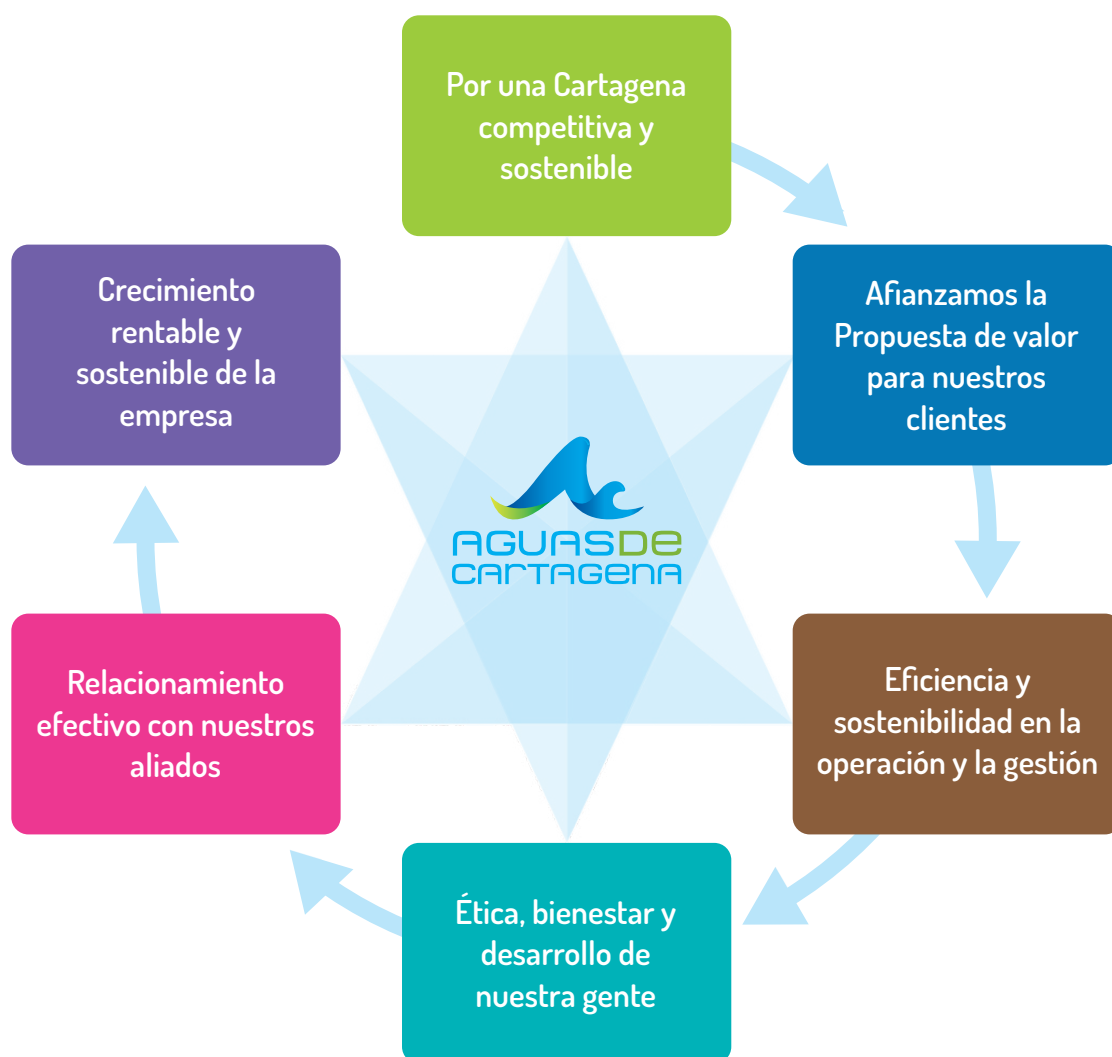 Por una Cartagena
competitiva y
sostenible
Afianzamos la
Propuesta de valor
para nuestros
clientes
Eficiencia y
sostenibilidad en la
operación y la gestión
Ética, bienestar y
desarrollo de
nuestra gente
Relacionamiento
efectivo con nuestros
aliados
Crecimiento
rentable y
sostenible de la
empresa
AGUASDE
CARTAGENA